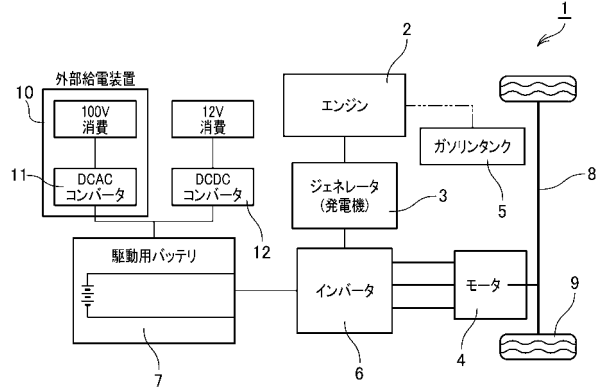 1
2
外部給電装置
10
100V
消費
12V
消費
エンジン
ガソリンタンク
5
11
DCAC
コンバータ
DCDC
コンバータ
12
ジェネレータ
(発電機)
3
8
駆動用バッテリ
7
インバータ
6
モータ
4
9